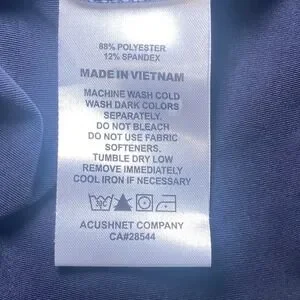 88% POLYESTER
12% SPANDEX
MADE IN VIETNAM
MACHINE WASH COLD
WASH DARK COLORS
SEPARATELY.
DO NOT BLEACH
DO NOT USE FABRIC
SOFTENERS.
TUMBLE DRY LOW
REMOVE IMMEDIATELY
COOL IRON IF NECESSARY
ACUSHNET COMPANY
CA#28544